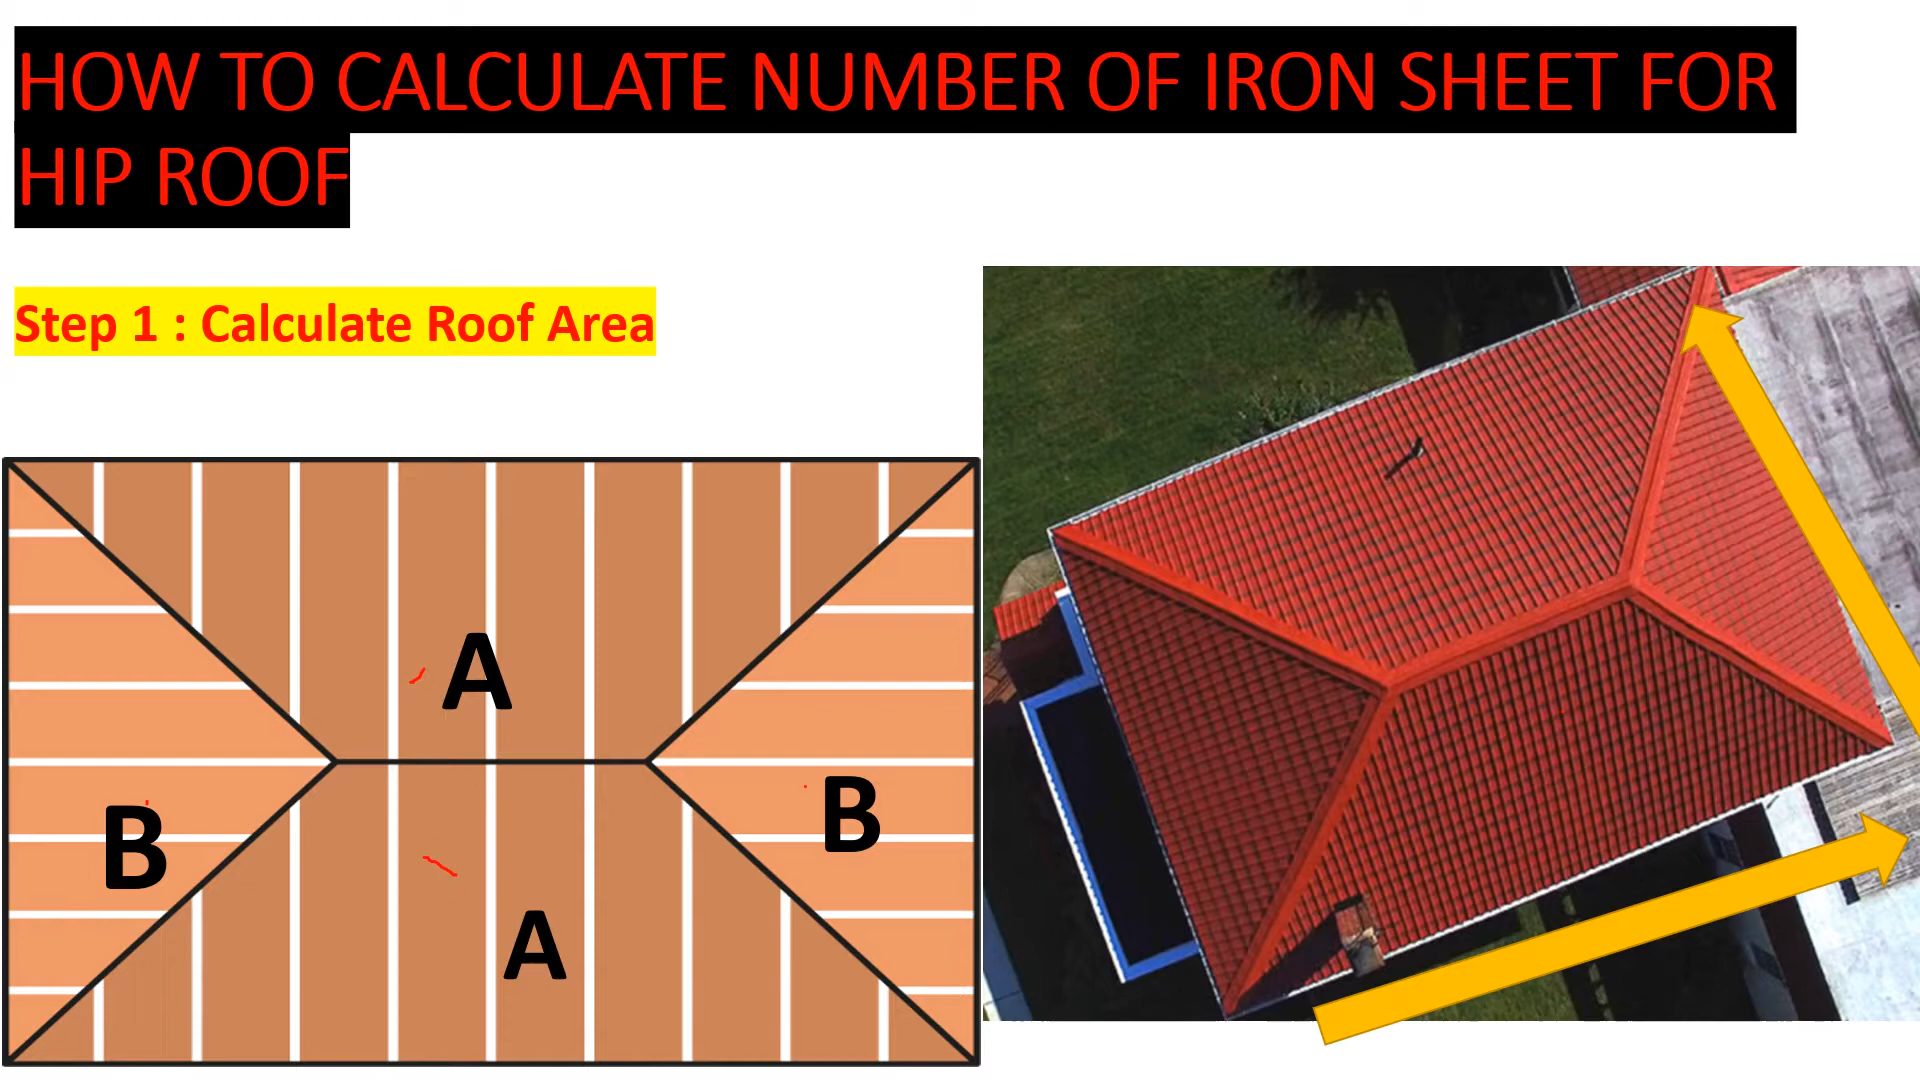 HOW TO CALCULATE NUMBER OF IRON SHEET FOR
HIP ROOF
Step 1 : Calculate Roof Area
A
B
B
A